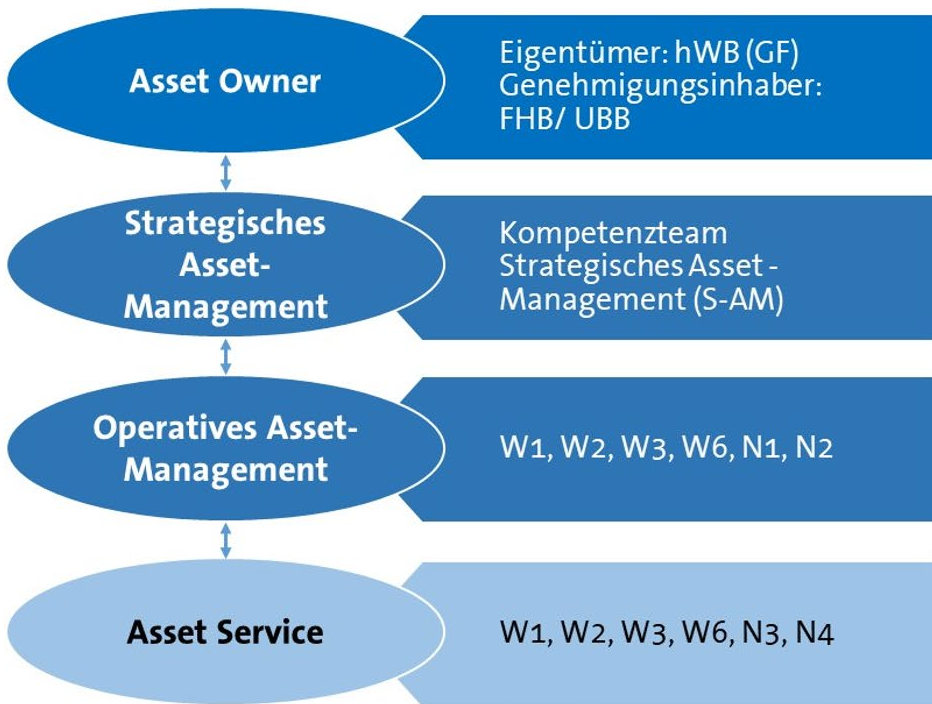 Asset Owner
Eigentümer: hWB (GF)
Genehmigungsinhaber:
FHB/ UBB
Strategisches
Asset-
Management
Kompetenzteam
Strategisches Asset -
Management (S-AM)
Operatives Asset-
Management
W1, W2, W3, W6, N1, N2
Asset Service
W1, W2, W3, W6, N3, N4